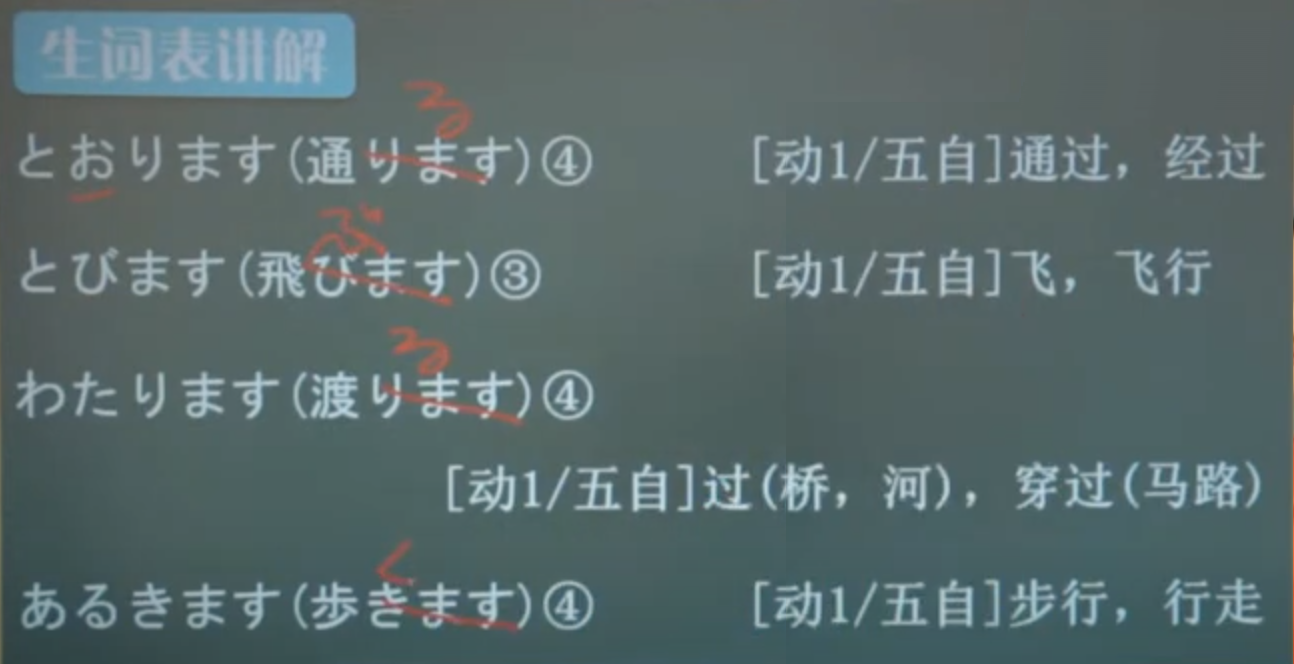 生词表讲解
る
とおります(通ります)④ [动1/五自]通过，经过
ぶ
とびます(飛びます)③ [动1/五自]飞，飞行
る
わたります(渡ります)④
[动1/五自]过(桥，河)，穿过(马路)
く
あるきます(歩きます)④ [动1/五自]步行，行走